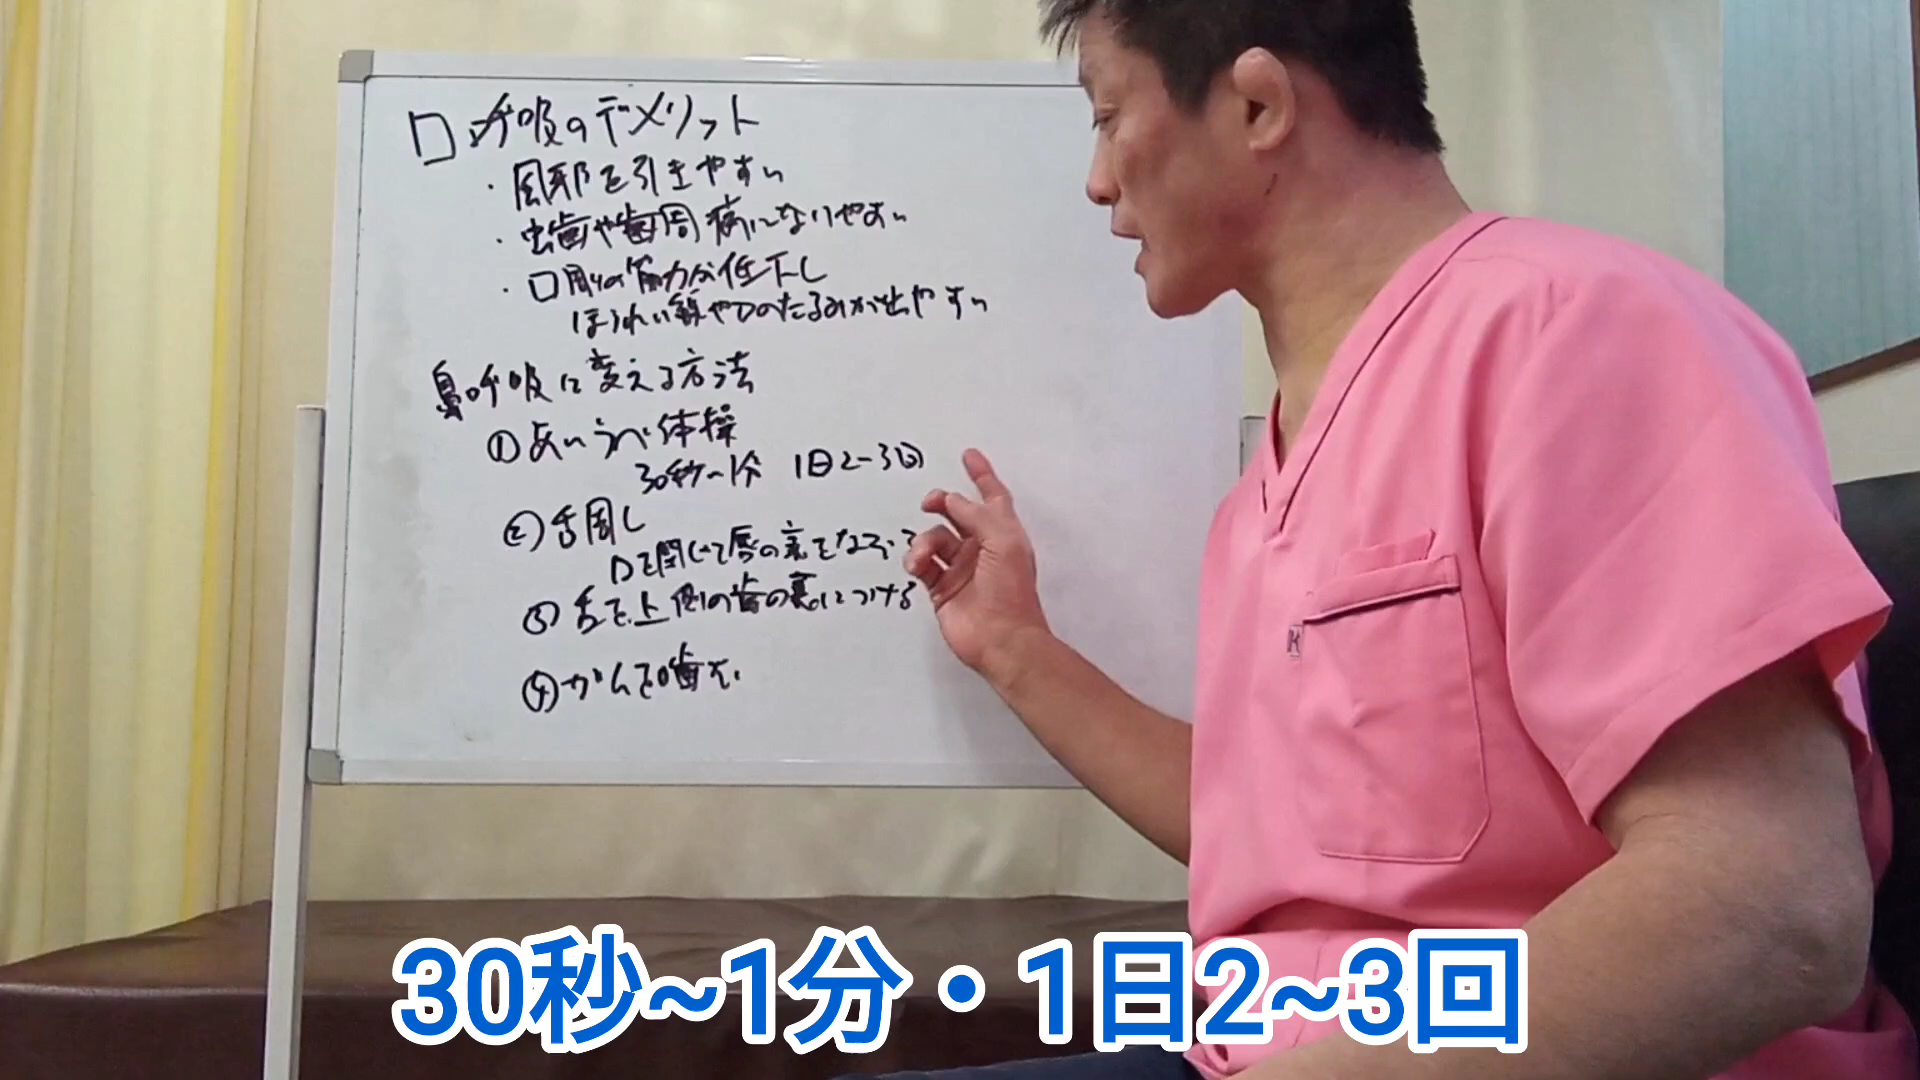 口呼吸のデメリット
・風邪を引きやすい
・虫歯や歯周病になりやすい
・口周りの筋力が低下し
ほうれい線や口のたるみが出やすい
鼻呼吸に変える方法
①あいうべ体操
30秒~1分 1日2-3回
②舌回し
口を閉じて唇の裏をなぞる
③舌を上側の歯の裏につける
④かんで噛む
K
30秒~1分・1日2~3回